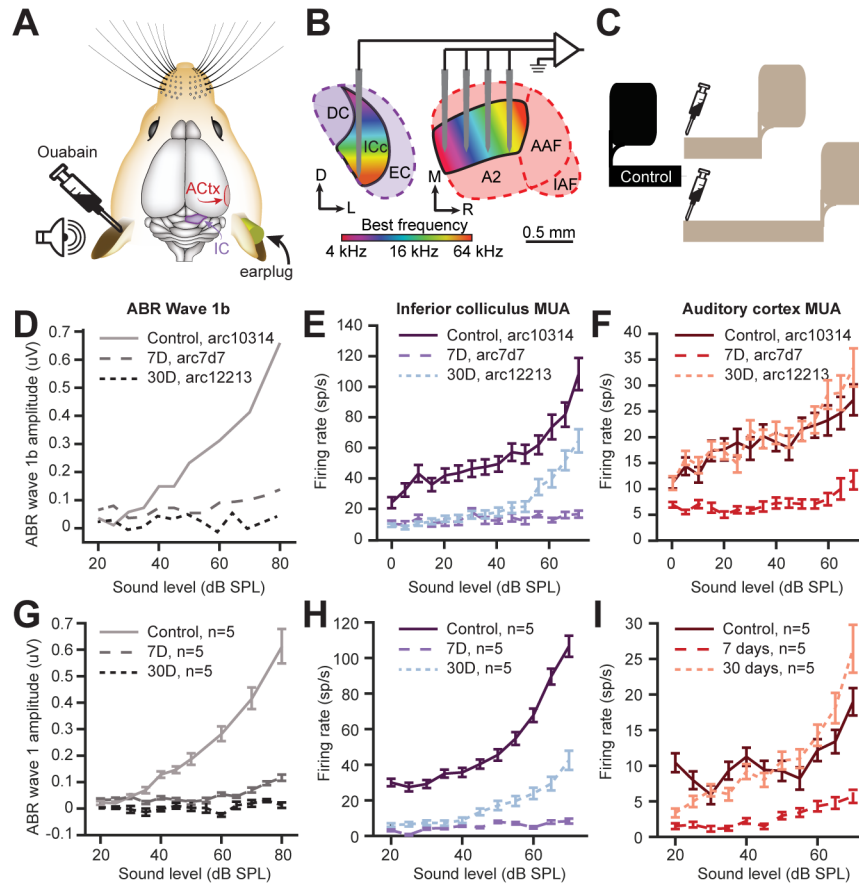 A
Ouabain
ACtx
IC
earplug
B
DC
ICc
EC
D
L
M
R
A2
AAF
IAF
Best frequency
4 kHz 16 kHz 64 kHz
0.5 mm
C
Control
D
ABR Wave 1b
ABR wave 1b amplitude (uV)
0.7
0.6
0.5
0.4
0.3
0.2
0.1
0
Control, arc10314
7D, arc7d7
30D, arc12213
20 40 60 80
Sound level (dB SPL)
E
Inferior colliculus MUA
Firing rate (sp/s)
140
120
100
80
60
40
20
0
Control, arc10314
7D, arc7d7
30D, arc12213
0 20 40 60
Sound level (dB SPL)
F
Auditory cortex MUA
Firing rate (sp/s)
40
35
30
25
20
15
10
5
0
Control, arc10314
7D, arc7d7
30D, arc12213
0 20 40 60
Sound level (dB SPL)
G
ABR wave 1 amplitude (uV)
0.7
0.6
0.5
0.4
0.3
0.2
0.1
0
-0.1
Control, n=5
7D, n=5
30D, n=5
20 40 60 80
Sound level (dB SPL)
H
Firing rate (sp/s)
120
100
80
60
40
20
0
Control, n=5
7D, n=5
30D, n=5
20 40 60
Sound level (dB SPL)
I
Firing rate (sp/s)
30
25
20
15
10
5
0
Control, n=5
7 days, n=5
30 days, n=5
20 40 60
Sound level (dB SPL)